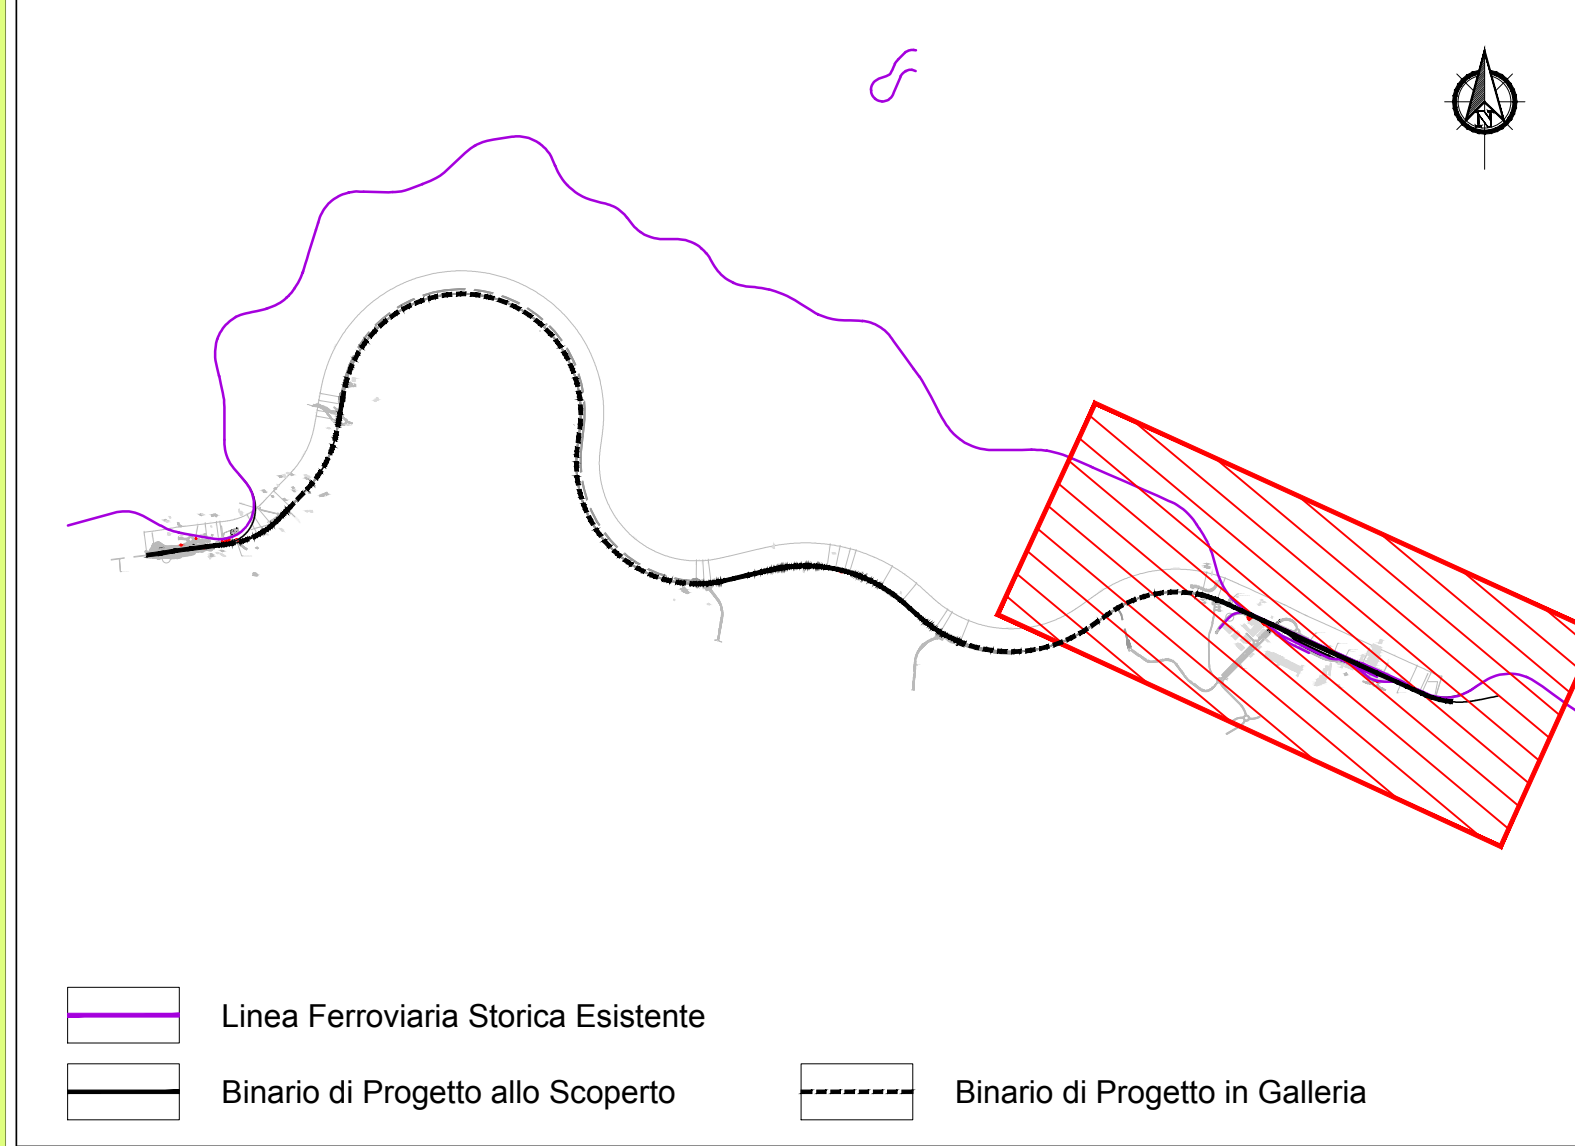 N
Linea Ferroviaria Storica Esistente
Binario di Progetto allo Scoperto
Binario di Progetto in Galleria